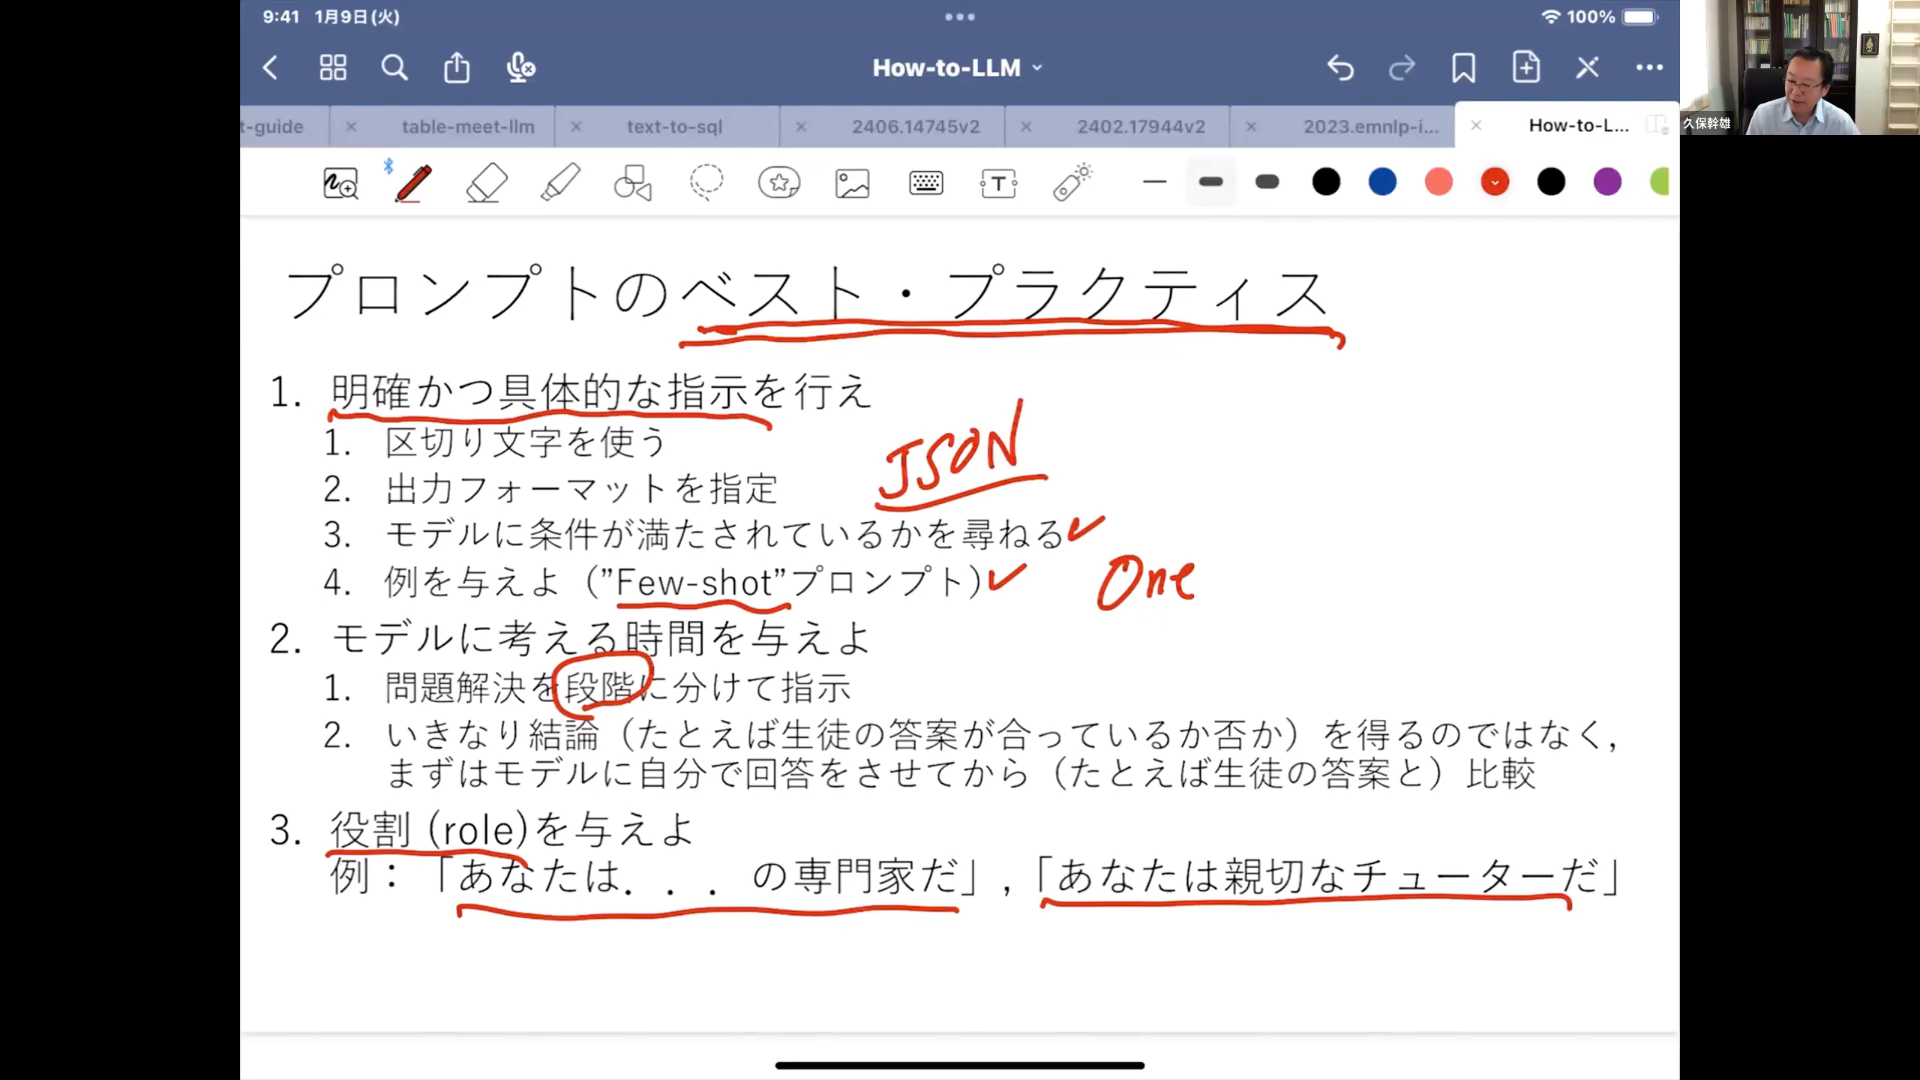 9:41 1月9日(火)
100%
How-to-LLM
t-guide
table-meet-llm
text-to-sql
2406.14745v2
2402.17944v2
2023.emnlp-i...
How-to-L...
久保幹雄
T
プロンプトのベスト・プラクティス
1. 明確かつ具体的な指示を行え
1. 区切り文字を使う
JSON
2. 出力フォーマットを指定
3. モデルに条件が満たされているかを尋ねる
4. 例を与えよ（”Few-shot”プロンプト）
One
2. モデルに考える時間を与えよ
1. 問題解決を段階に分けて指示
2. いきなり結論（たとえば生徒の答案が合っているか否か）を得るのではなく,
まずはモデルに自分で回答をさせてから（たとえば生徒の答案と）比較
3. 役割 (role)を与えよ
例：「あなたは．．．の専門家だ」,「あなたは親切なチューターだ」